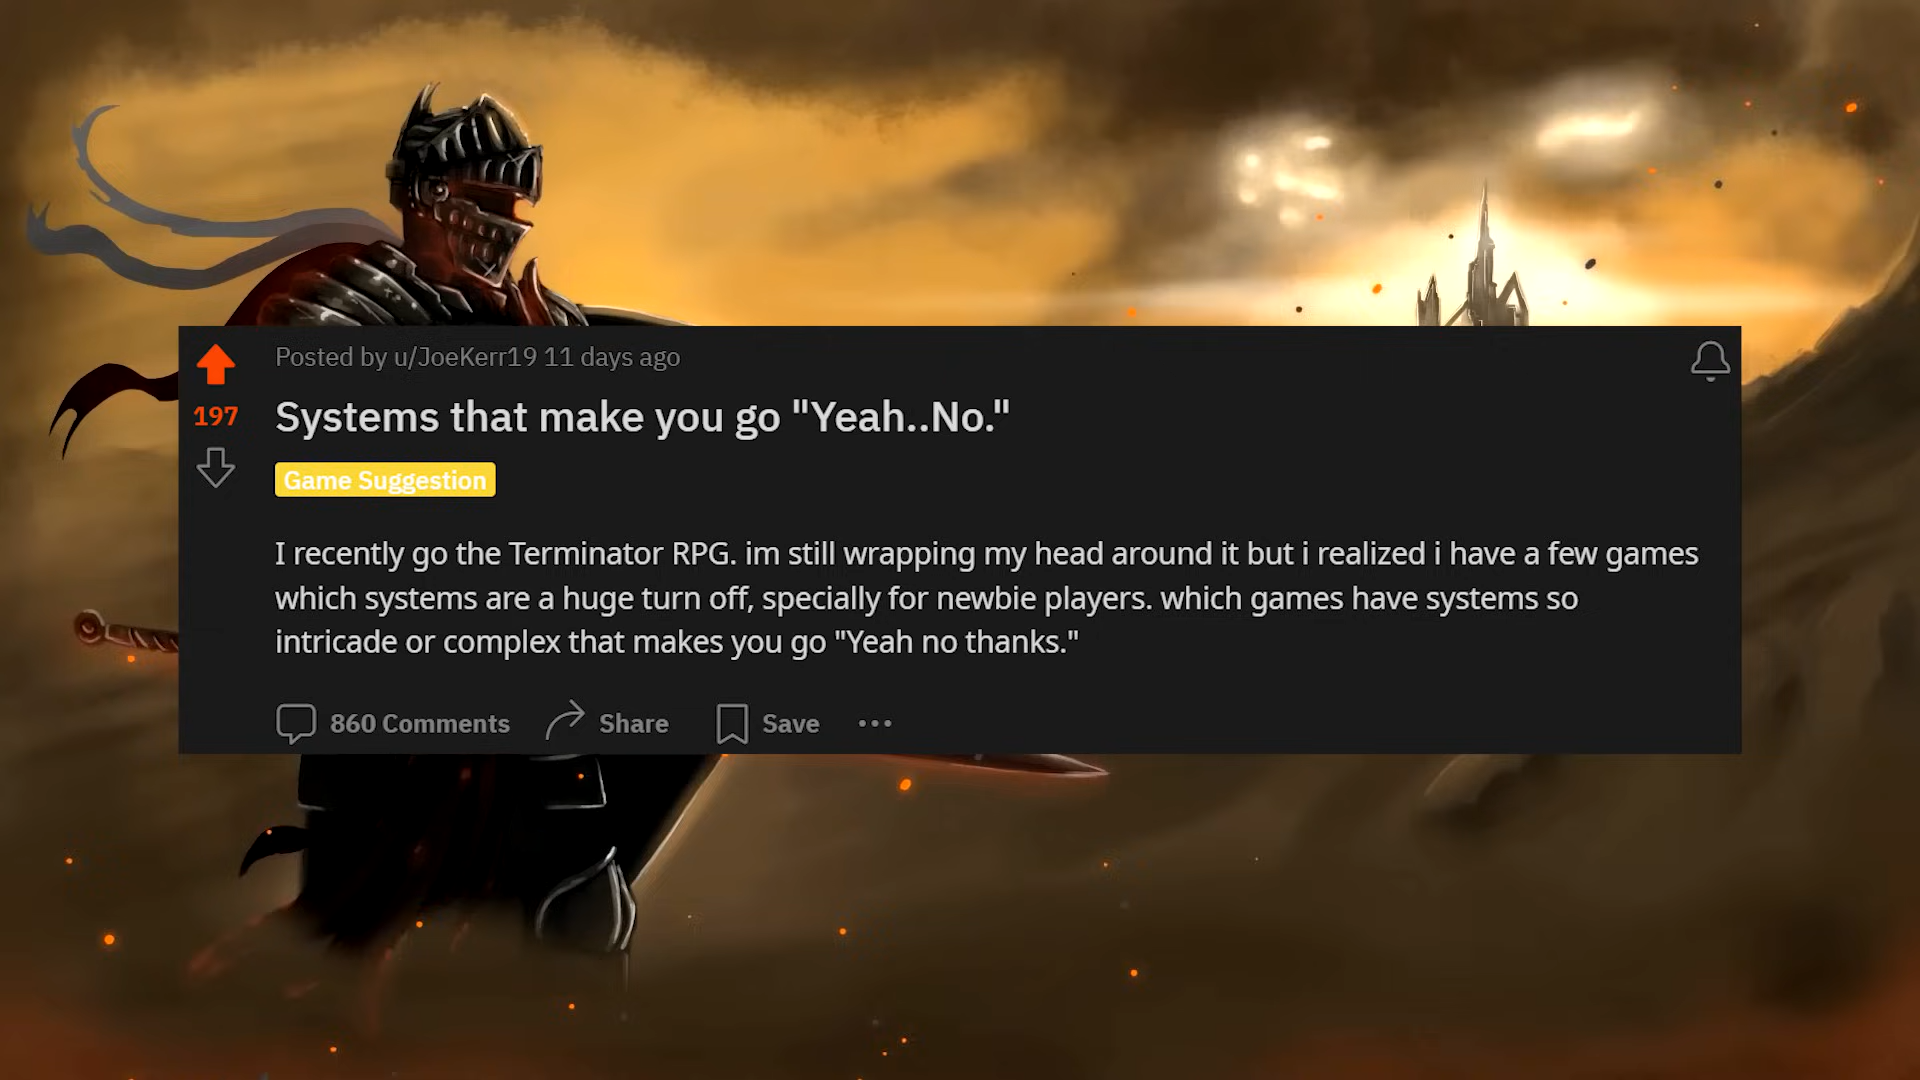 Posted by u/JoeKerr19 11 days ago
197
Systems that make you go "Yeah..No."
Game Suggestion
I recently go the Terminator RPG. im still wrapping my head around it but i realized i have a few games
which systems are a huge turn off, specially for newbie players. which games have systems so
intricade or complex that makes you go "Yeah no thanks."
860 Comments Share Save